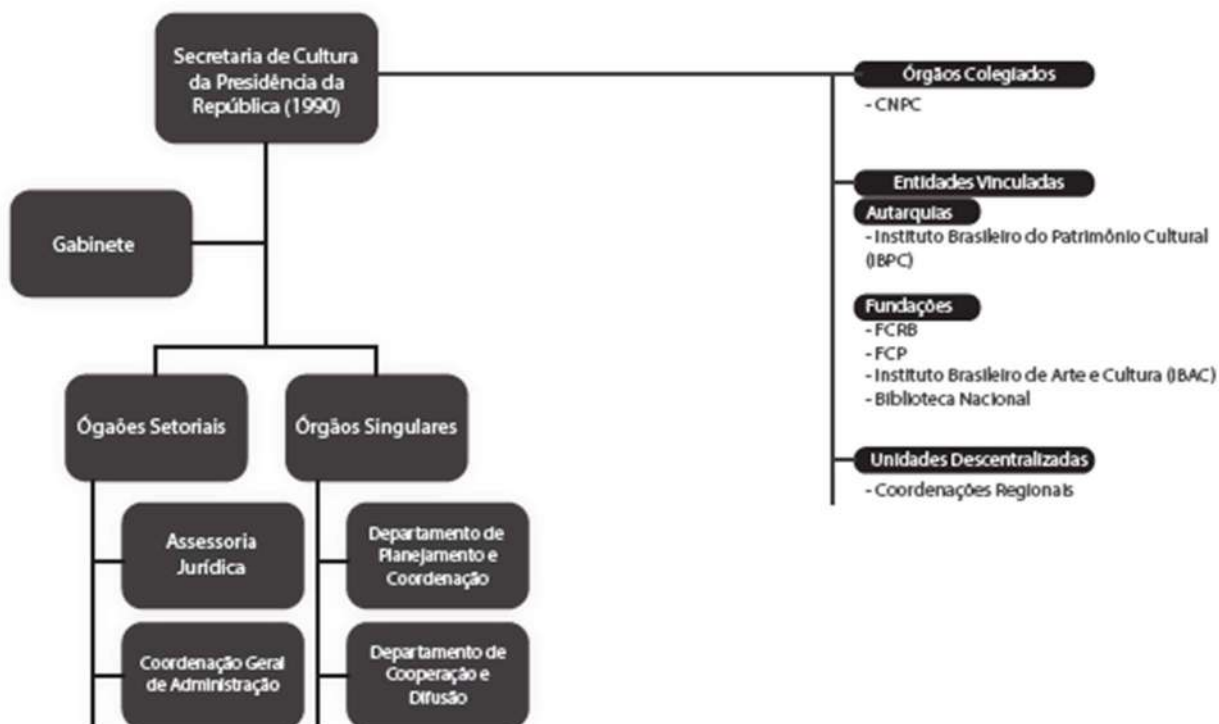 Secretaria de Cultura
da Presidência da
República (1990)
Gabinete
Ógaões Setoriais
Assessoria
Jurídica
Coordenação Geral
de Administração
Órgãos Singulares
Departamento de
Planejamento e
Coordenação
Departamento de
Cooperação e
Difusão
Órgãos Colegiados
- CNPC
Entidades Vinculadas
Autarquias
- Instituto Brasileiro do Patrimônio Cultural
(IBPC)
Fundações
- FCRB
- FCP
- Instituto Brasileiro de Arte e Cultura (IBAC)
- Biblioteca Nacional
Unidades Descentralizadas
- Coordenações Regionais